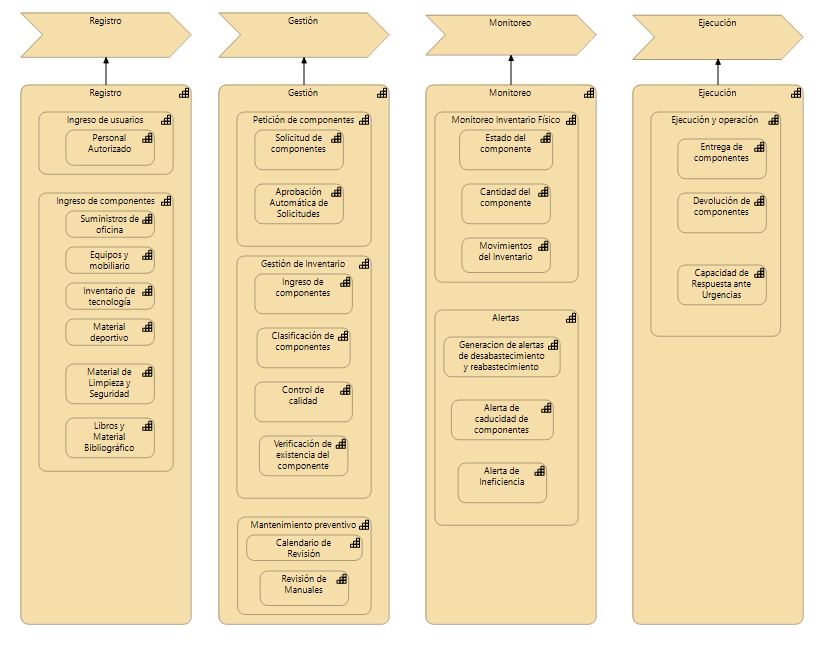 Registro
Gestión
Monitoreo
Ejecución
Registro
Ingreso de usuarios
Personal
Autorizado
Ingreso de componentes
Suministros de
oficina
Equipos y
mobiliario
Inventario de
tecnología
Material
deportivo
Material de
Limpieza y
Seguridad
Libros y
Material
Bibliográfico
Gestión
Petición de componentes
Solicitud de
componentes
Aprobación
Automática de
Solicitudes
Gestión de Inventario
Ingreso de
componentes
Clasificación de
componentes
Control de
calidad
Verificación de
existencia del
componente
Mantenimiento preventivo
Calendario de
Revisión
Revisión de
Manuales
Monitoreo
Monitoreo Inventario Físico
Estado del
componente
Cantidad del
componente
Movimientos
del Inventario
Alertas
Generacion de alertas
de desabastecimiento
y reabastecimiento
Alerta de
caducidad de
componentes
Alerta de
Ineficiencia
Ejecución
Ejecución y operación
Entrega de
componentes
Devolución de
componentes
Capacidad de
Respuesta ante
Urgencias